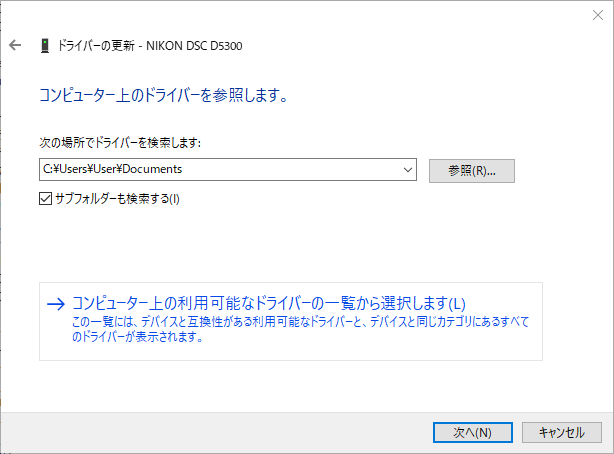 ドライバーの更新 - NIKON DSC D5300
コンピューター上のドライバーを参照します。
次の場所でドライバーを検索します:
C:¥Users¥User¥Documents
参照(R)...
サブフォルダーも検索する(I)
コンピューター上の利用可能なドライバーの一覧から選択します(L)
この一覧には、デバイスと互換性がある利用可能なドライバーと、デバイスと同じカテゴリにあるすべて
のドライバーが表示されます。
次へ(N)
キャンセル